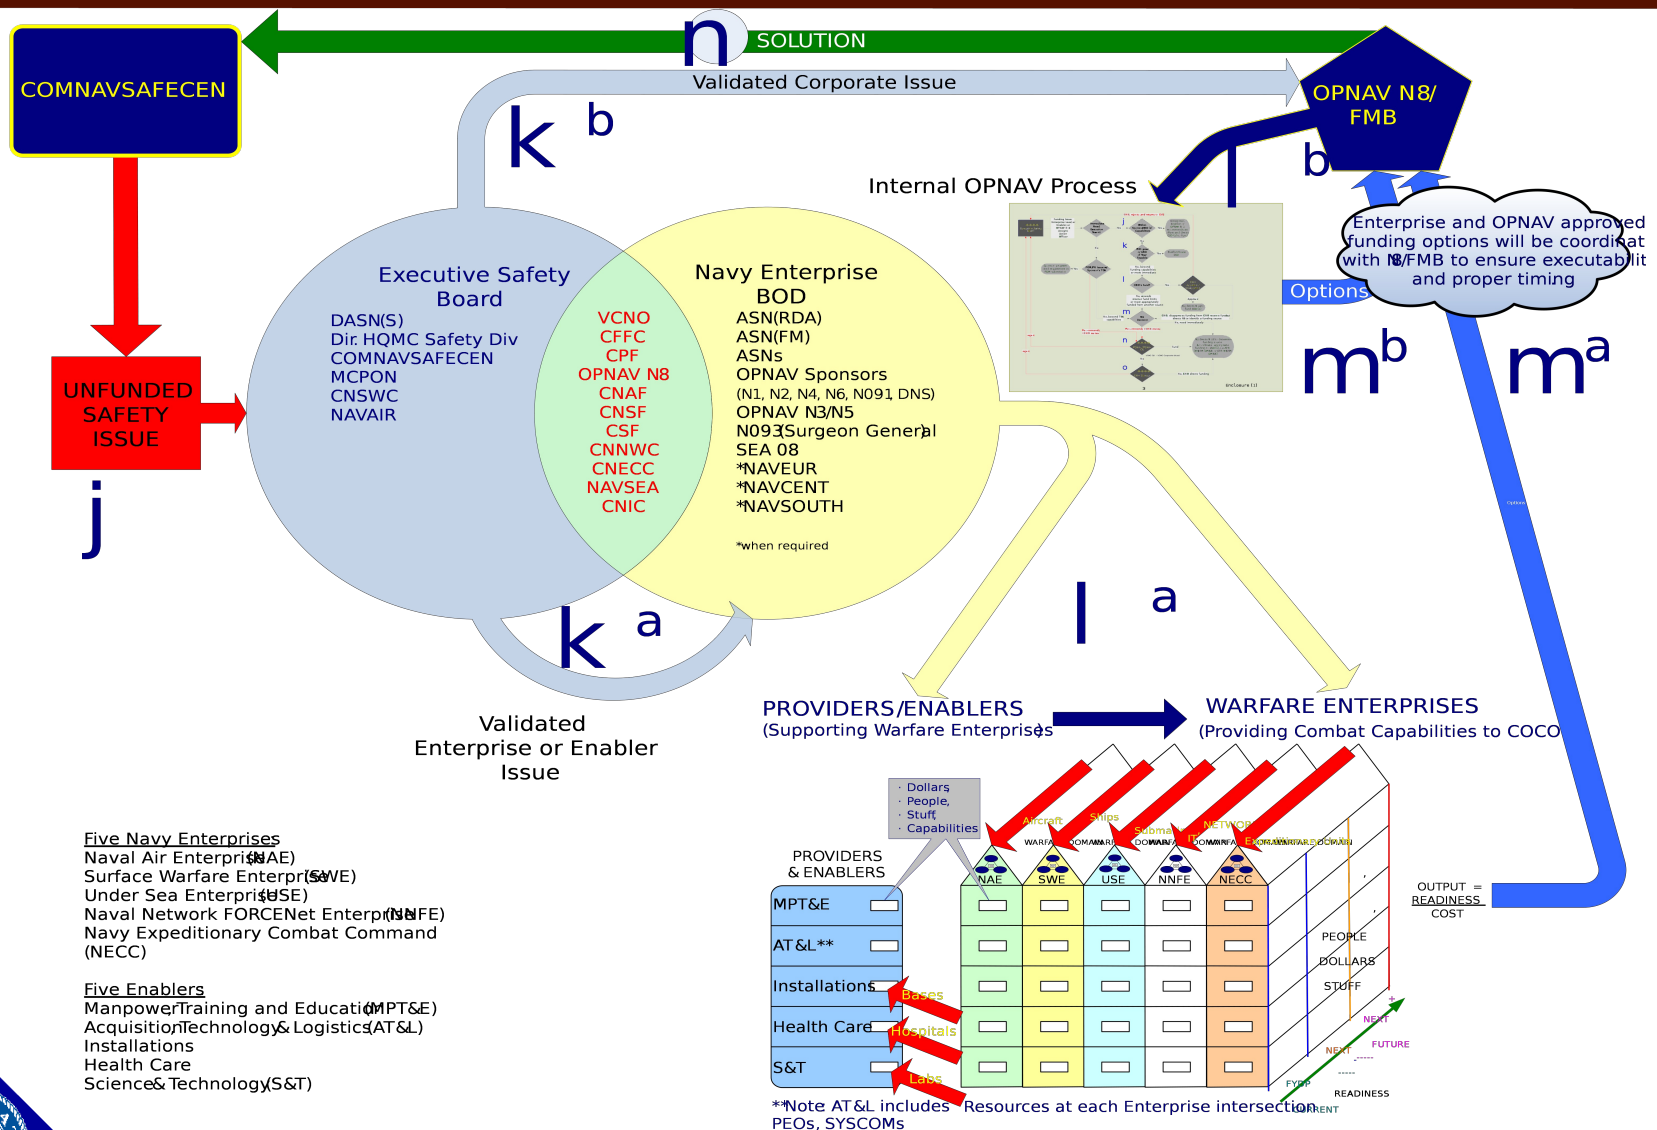 n
SOLUTION
COMNAVSAFECEN
Validated Corporate Issue
OPNAV N8/
FMB
k b
l b
Internal OPNAV Process
Enterprise and OPNAV approved
funding options will be coordinat
with N8/FMB to ensure executabilit
and proper timing
Options
m b
m a
Executive Safety
Board
DASN(S)
Dir. HQMC Safety Div
COMNAVSAFECEN
MCPON
CNSWC
NAVAIR
VCNO
CFFC
CPF
OPNAV N8
CNAF
CNSF
CSF
CNNWC
CNECC
NAVSEA
CNIC
Navy Enterprise
BOD
ASN(RDA)
ASN(FM)
ASNs
OPNAV Sponsors
(N1, N2, N4, N6, N091, DNS)
OPNAV N3/N5
N093(Surgeon General)
SEA 08
*NAVEUR
*NAVCENT
*NAVSOUTH
*when required
j
k
l
m
n
o
Enclosure (1)
UNFUNDED
SAFETY
ISSUE
j
Options
k a
l a
Validated
Enterprise or Enabler
Issue
PROVIDERS/ENABLERS
(Supporting Warfare Enterprises)
WARFARE ENTERPRISES
(Providing Combat Capabilities to COCO
· Dollars,
· People,
· Stuff,
· Capabilities
Aircraft
Ships
PROVIDERS
& ENABLERS
NAE
SWE
USE
NNFE
NECC
MPT&E
AT&L**
Installations
Health Care
S&T
Bases
Hospitals
Labs
PEOPLE
DOLLARS
STUFF
+
NEXT
FUTURE
NEXT
-----
-----
FYDP
READINESS
CURRENT
OUTPUT =
READINESS
COST
**Note: AT&L includes
PEOs, SYSCOMs
Resources at each Enterprise intersection
Five Navy Enterprises
Naval Air Enterprise (NAE)
Surface Warfare Enterprise (SWE)
Under Sea Enterprise (USE)
Naval Network FORCENet Enterprise (NNFE)
Navy Expeditionary Combat Command
(NECC)
Five Enablers
Manpower, Training and Education (MPT&E)
Acquisition, Technology & Logistics (AT&L)
Installations
Health Care
Science & Technology (S&T)